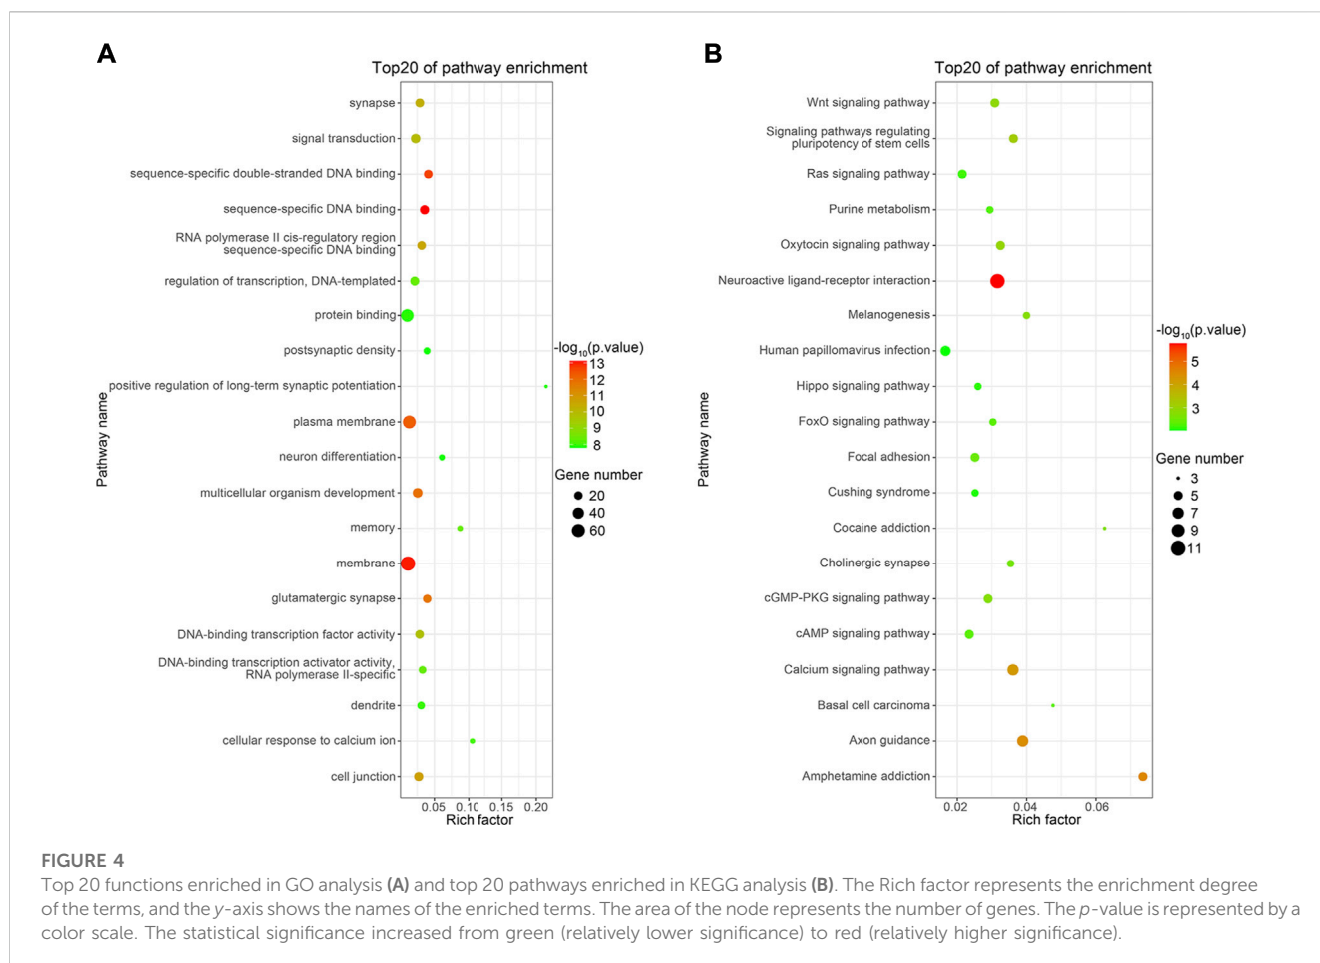 A
Top20 of pathway enrichment
synapse
signal transduction
sequence-specific double-stranded DNA binding
sequence-specific DNA binding
RNA polymerase II cis-regulatory region
sequence-specific DNA binding
regulation of transcription, DNA-templated
protein binding
postsynaptic density
positive regulation of long-term synaptic potentiation
plasma membrane
neuron differentiation
multicellular organism development
memory
membrane
glutamatergic synapse
DNA-binding transcription factor activity
DNA-binding transcription activator activity,
RNA polymerase II-specific
dendrite
cellular response to calcium ion
cell junction
Pathway name
0.05 0.10 0.15 0.20
Rich factor
-log10(p.value)
13
12
11
10
9
8
Gene number
20
40
60
B
Top20 of pathway enrichment
Wnt signaling pathway
Signaling pathways regulating
pluripotency of stem cells
Ras signaling pathway
Purine metabolism
Oxytocin signaling pathway
Neuroactive ligand-receptor interaction
Melanogenesis
Human papillomavirus infection
Hippo signaling pathway
FoxO signaling pathway
Focal adhesion
Cushing syndrome
Cocaine addiction
Cholinergic synapse
cGMP-PKG signaling pathway
cAMP signaling pathway
Calcium signaling pathway
Basal cell carcinoma
Axon guidance
Amphetamine addiction
Pathway name
0.02 0.04 0.06
Rich factor
-log10(p.value)
5
4
3
Gene number
3
5
7
9
11
FIGURE 4
Top 20 functions enriched in GO analysis (A) and top 20 pathways enriched in KEGG analysis (B). The Rich factor represents the enrichment degree
of the terms, and the y-axis shows the names of the enriched terms. The area of the node represents the number of genes. The p-value is represented by a
color scale. The statistical significance increased from green (relatively lower significance) to red (relatively higher significance).